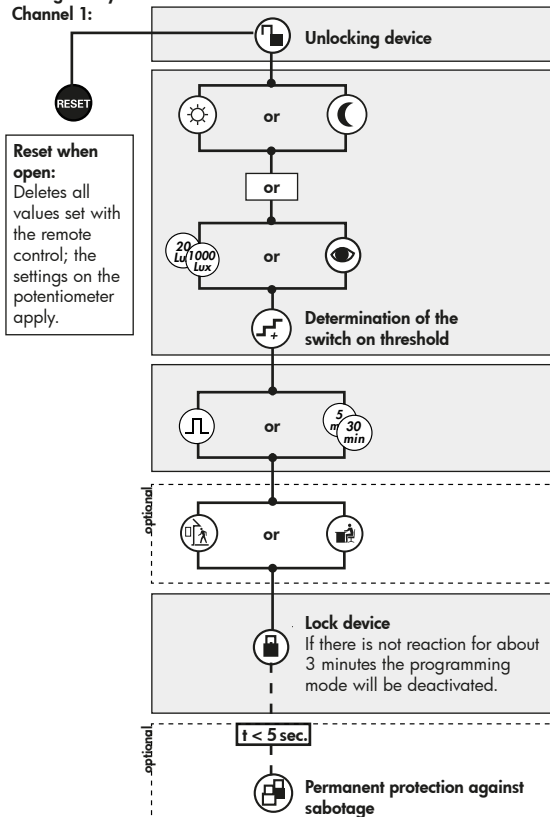 Channel 1:
Unlocking device
RESET
or
Reset when
open:
Deletes all
values set with
the remote
control; the
settings on the
potentiometer
apply.
or
20
Lu
1000
Lux
or
Determination of the
switch on threshold
+
or
5
m
30
min
optional
or
Lock device
If there is not reaction for about
3 minutes the programming
mode will be deactivated.
optional
t < 5 sec.
Permanent protection against
sabotage